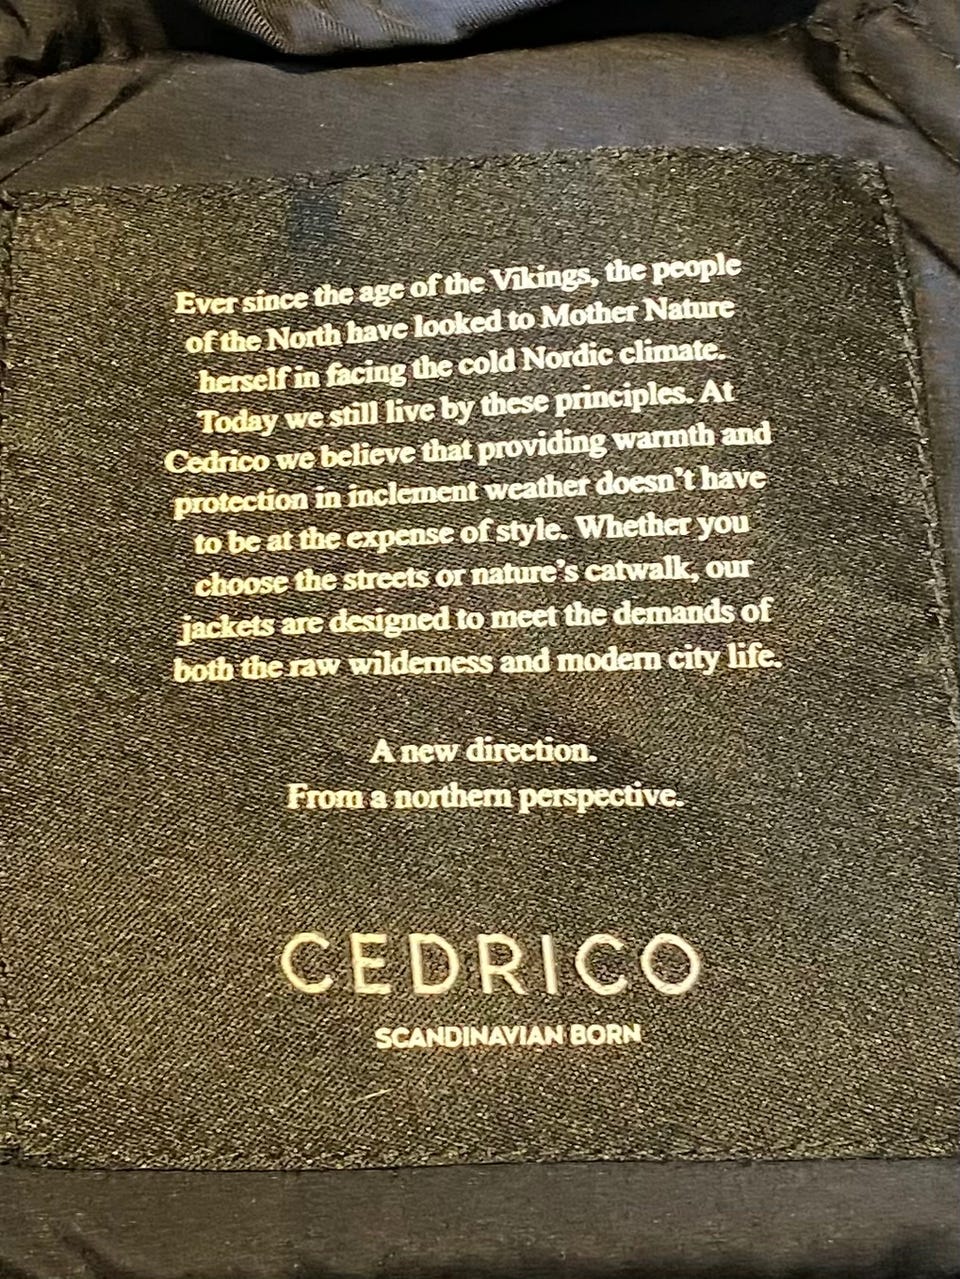 Ever since the age of the Vikings, the people
of the North have looked to Mother Nature
herself in facing the cold Nordic climate.
Today we still live by these principles. At
Cedrico we believe that providing warmth and
protection in inclement weather doesn't have
to be at the expense of style. Whether you
choose the streets or nature's catwalk, our
jackets are designed to meet the demands of
both the raw wilderness and modern city life.
A new direction.
From a northern perspective.
CEDRICO
SCANDINAVIAN BORN